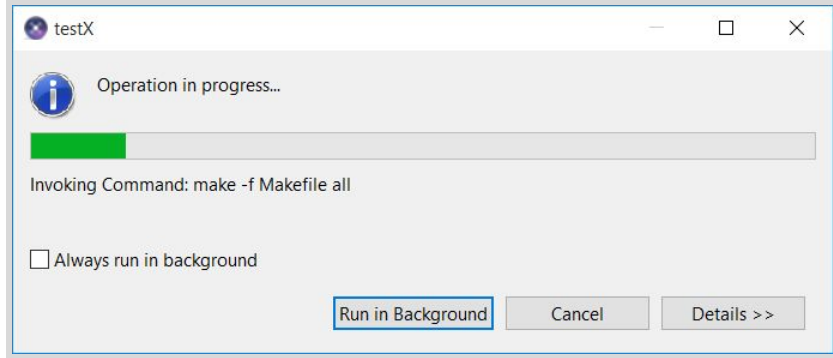 testX
Operation in progress...
Invoking Command: make -f Makefile all
Always run in background
Run in Background Cancel Details >>